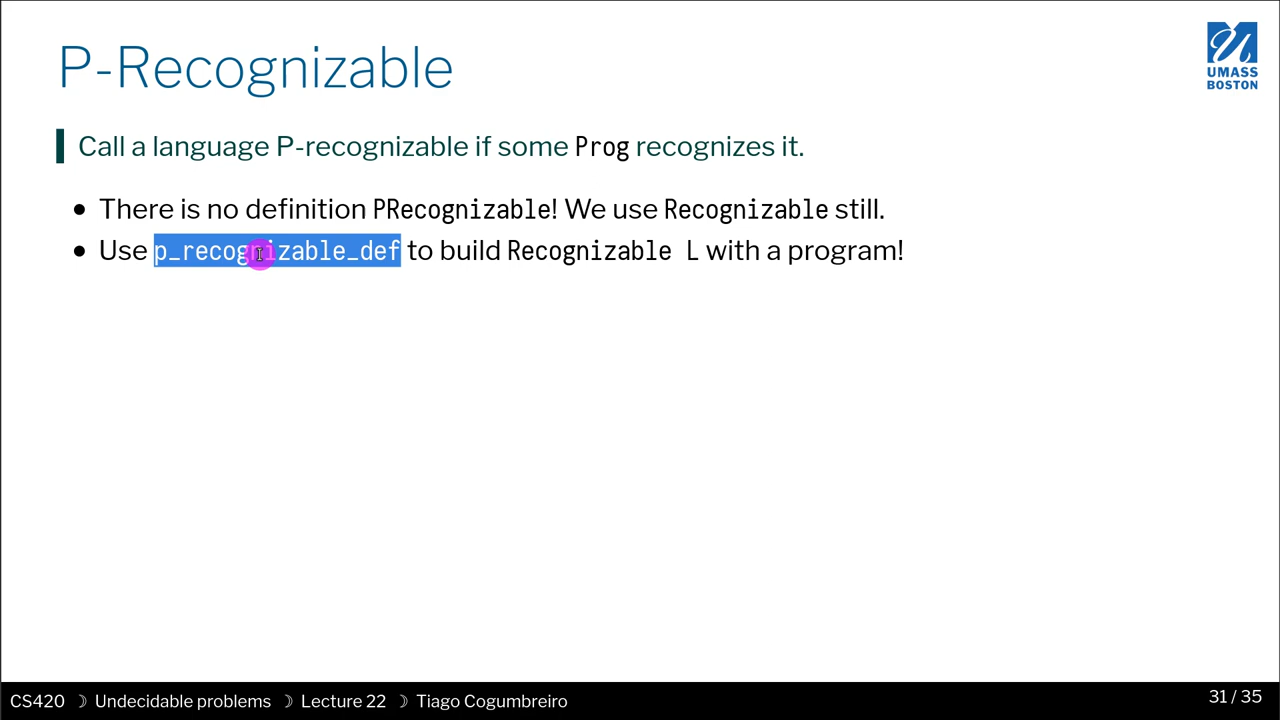 P-Recognizable
UMASS
BOSTON
Call a language P-recognizable if some Prog recognizes it.
• There is no definition PRecognizable! We use Recognizable still.
• Use p_recognizable_def to build Recognizable L with a program!
CS420 ☽ Undecidable problems ☽ Lecture 22 ☽ Tiago Cogumbreiro
31 / 35